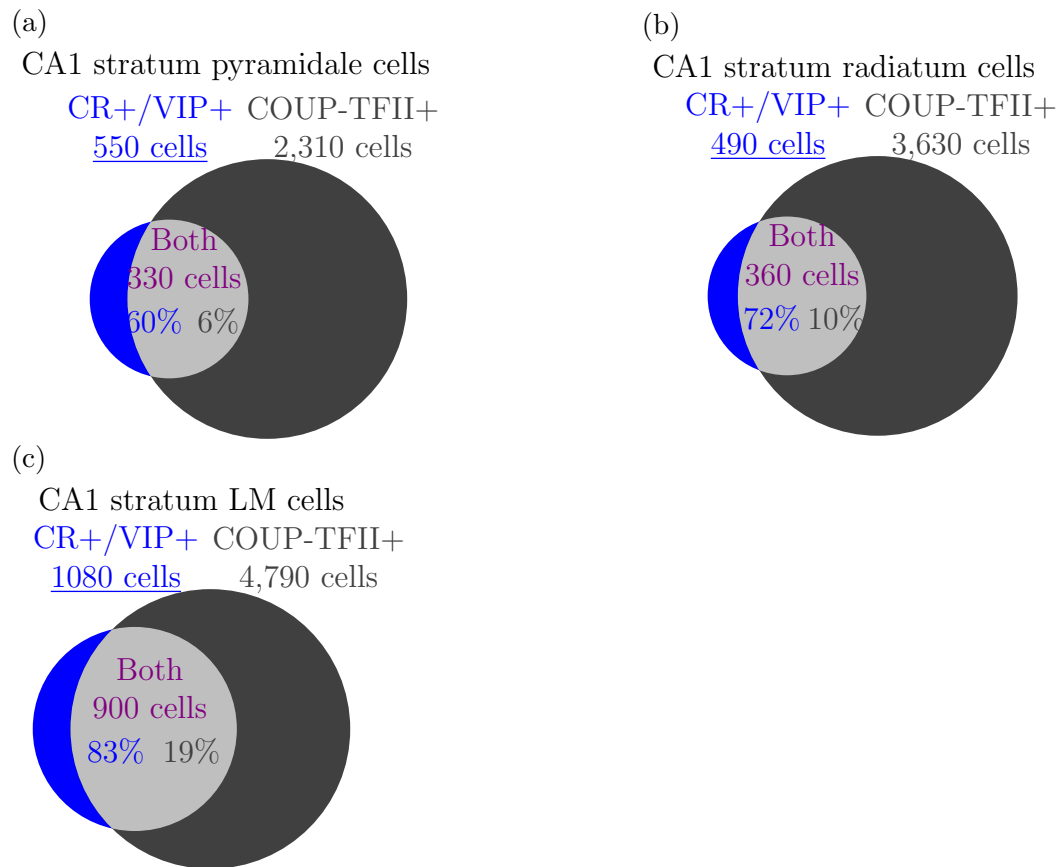 (a)
CA1 stratum pyramidale cells
CR+/VIP+ COUP-TFII+
550 cells 2,310 cells
Both
330 cells
60% 6%
(b)
CA1 stratum radiatum cells
CR+/VIP+ COUP-TFII+
490 cells 3,630 cells
Both
360 cells
72% 10%
(c)
CA1 stratum LM cells
CR+/VIP+ COUP-TFII+
1080 cells 4,790 cells
Both
900 cells
83% 19%